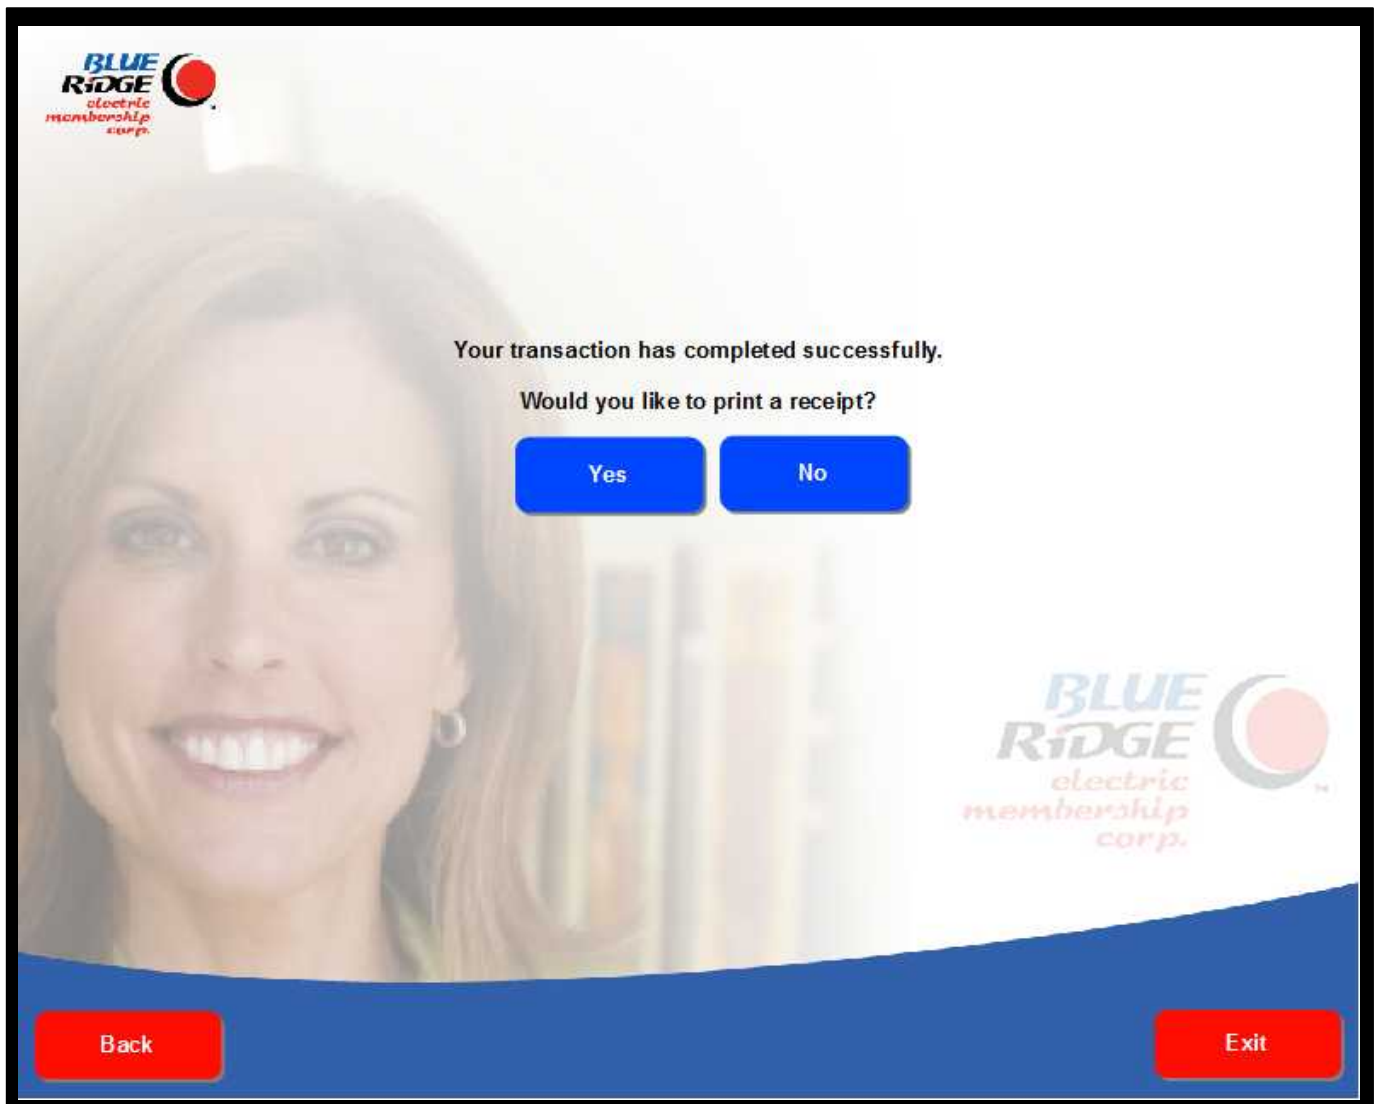 BLUE
RiDGE
electric
membership
corp.
Your transaction has completed successfully.
Would you like to print a receipt?
Yes
No
BLUE
RiDGE
electric
membership
corp.
TM
Back
Exit